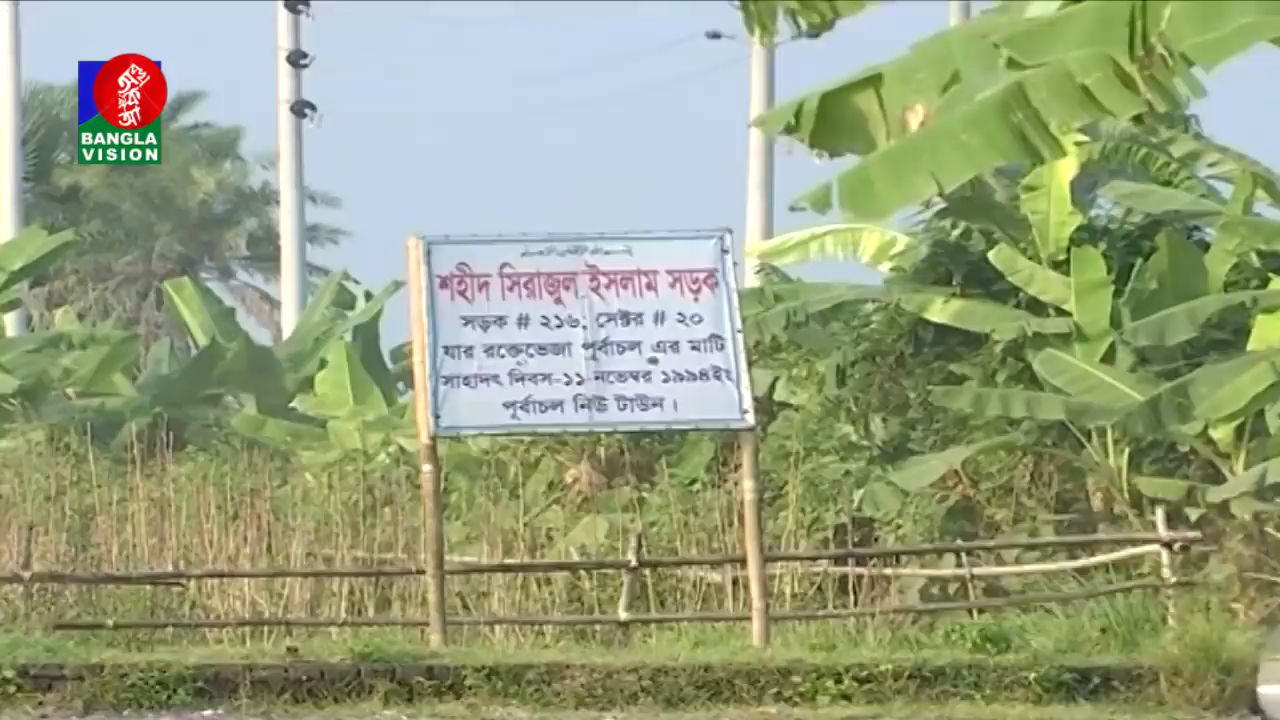 BANGLA
VISION
শহীদ সিরাজুল ইসলাম সড়ক
সড়ক # ২১৬, সেক্টর # ২০
যার রক্তেভেজা পূর্বাচল এর মাটি
সাহাদৎ দিবস-১১ নভেম্বর ১৯৯৪ইং
পূর্বাচল নিউ টাউন।